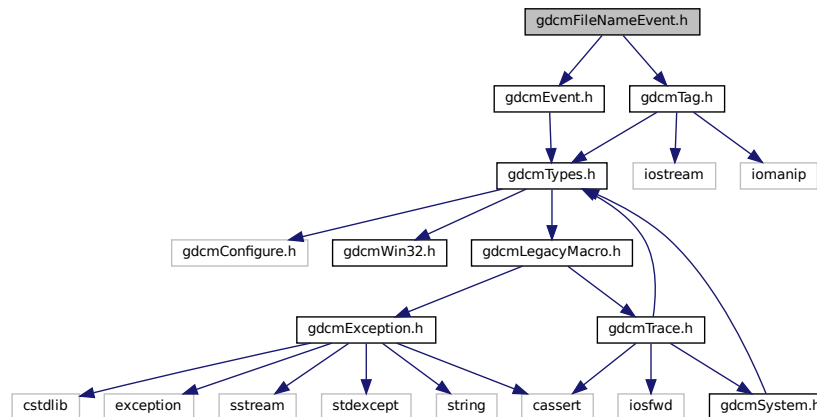 gdcmFileNameEvent.h
gdcmEvent.h
gdcmTag.h
gdcmTypes.h
iostream
iomanip
gdcmConfigure.h
gdcmWin32.h
gdcmLegacyMacro.h
gdcmException.h
gdcmTrace.h
cstdlib
exception
sstream
stdexcept
string
cassert
iosfwd
gdcmSystem.h